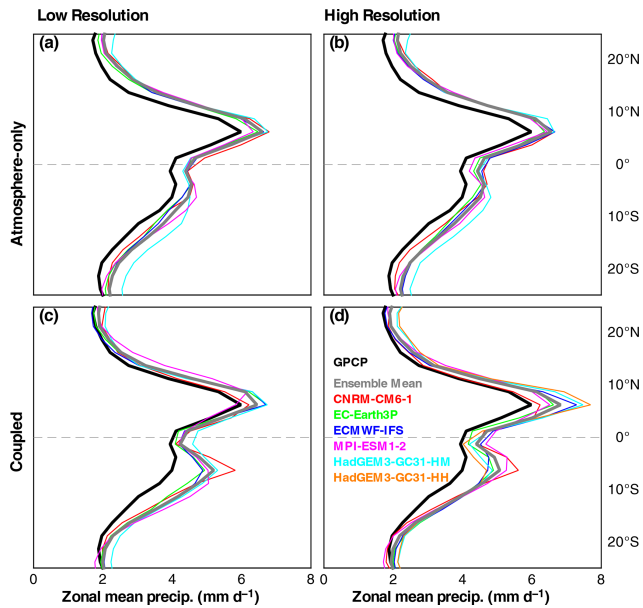 Low Resolution
High Resolution
(a)
(b)
20°N
10°N
0°
10°S
20°S
Atmosphere-only
(c)
(d)
GPCP
Ensemble Mean
CNRM-CM6-1
EC-Earth3P
ECMWF-IFS
MPI-ESM1-2
HadGEM3-GC31-HM
HadGEM3-GC31-HH
20°N
10°N
0°
10°S
20°S
Coupled
0 2 4 6 8
2 4 6 8
Zonal mean precip. (mm d⁻¹)
Zonal mean precip. (mm d⁻¹)